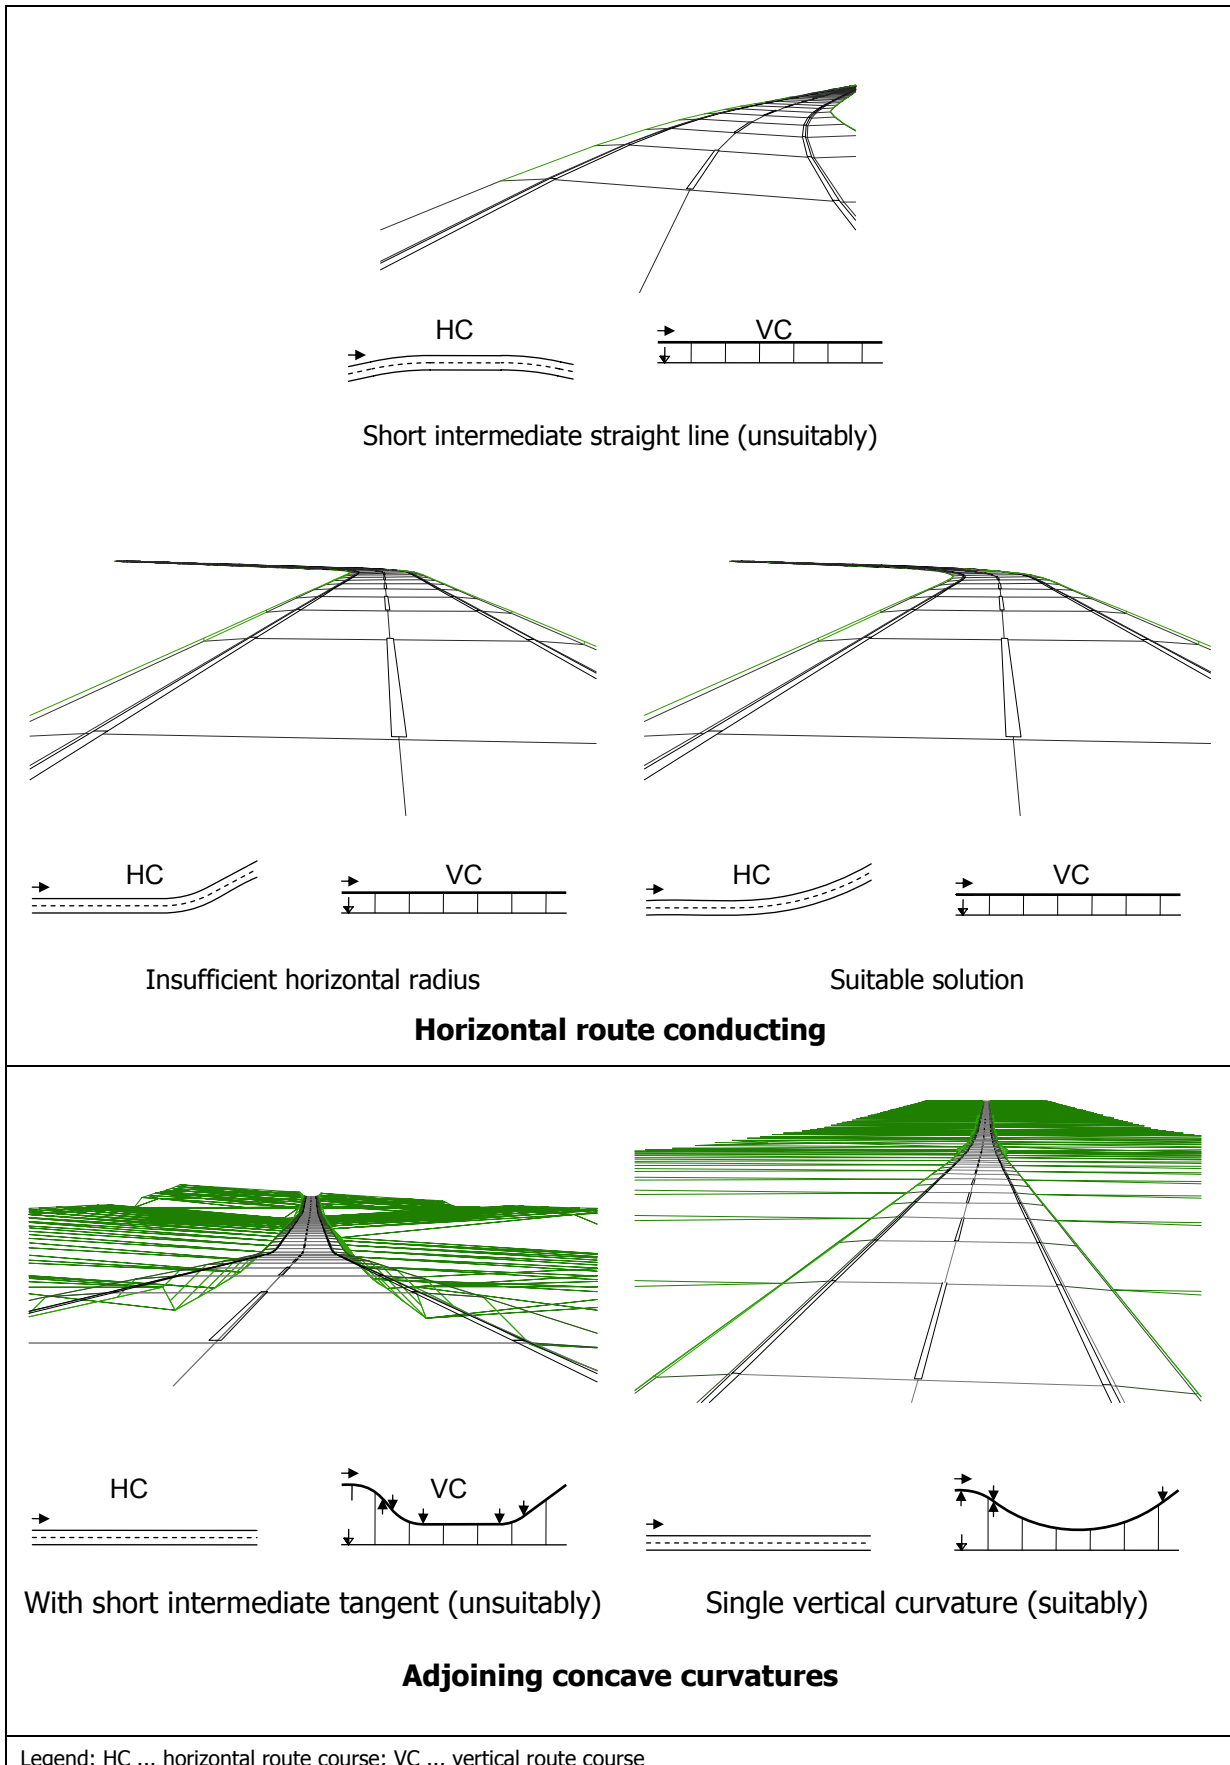 HC VC
Short intermediate straight line (unsuitably)
HC VC HC VC
Insufficient horizontal radius Suitable solution
Horizontal route conducting
HC VC
With short intermediate tangent (unsuitably) Single vertical curvature (suitably)
Adjoining concave curvatures
Legend: HC ... horizontal route course; VC ... vertical route course